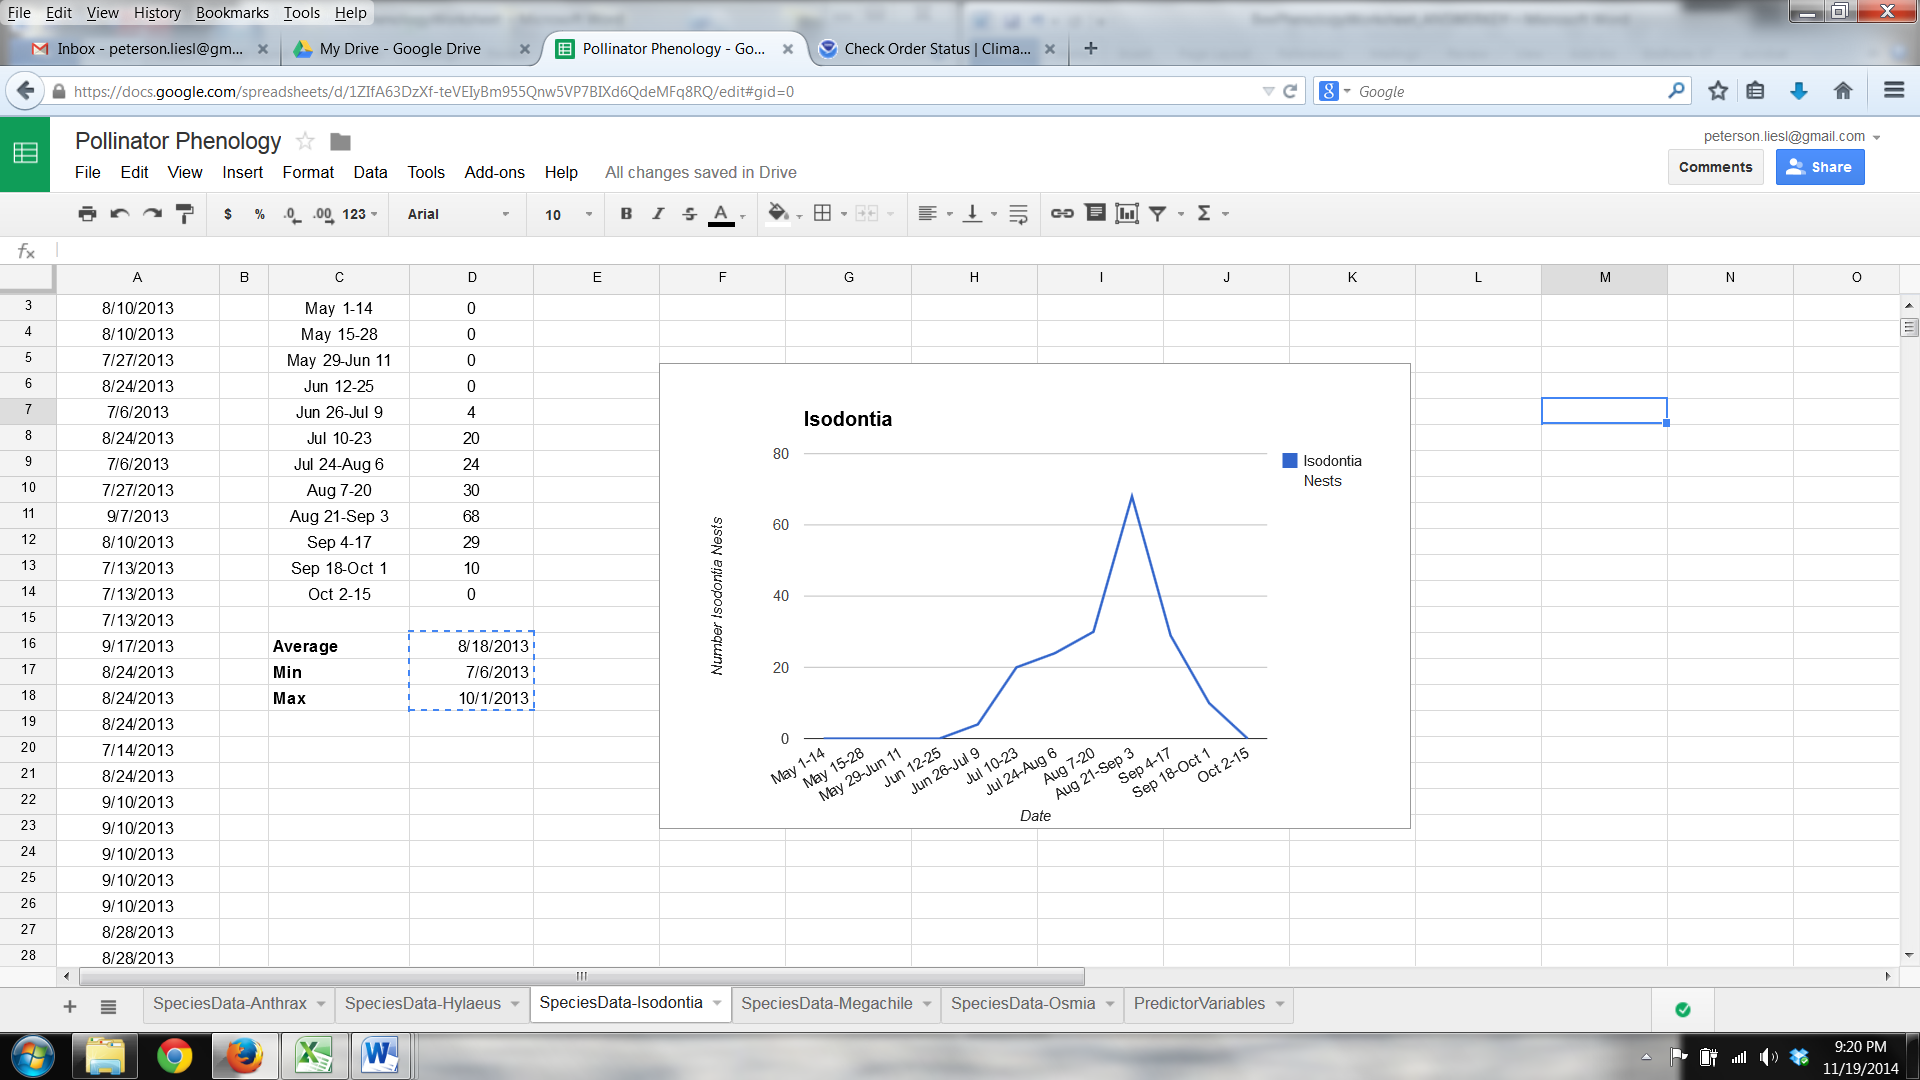 File Edit View History Bookmarks Tools Help
Inbox - peterson.liesl@gm... My Drive - Google Drive Pollinator Phenology - Go... Check Order Status | Clima...
https://docs.google.com/spreadsheets/d/1ZIfA63DzXf-teVEIyBm955Qnw5VP7BIXd6QdeMFq8RQ/edit#gid=0 Google
Pollinator Phenology peterson.liesl@gmail.com
File Edit View Insert Format Data Tools Add-ons Help All changes saved in Drive Comments Share
$ % .0 .00 123 Arial 10 B I S A Σ
fx
A B C D E F G H I J K L M N O
3 8/10/2013 May 1-14 0
4 8/10/2013 May 15-28 0
5 7/27/2013 May 29-Jun 11 0
6 8/24/2013 Jun 12-25 0
7 7/6/2013 Jun 26-Jul 9 4
8 8/24/2013 Jul 10-23 20
9 7/6/2013 Jul 24-Aug 6 24
10 7/27/2013 Aug 7-20 30
11 9/7/2013 Aug 21-Sep 3 68
12 8/10/2013 Sep 4-17 29
13 7/13/2013 Sep 18-Oct 1 10
14 7/13/2013 Oct 2-15 0
15 7/13/2013
16 9/17/2013 Average 8/18/2013
17 8/24/2013 Min 7/6/2013
18 8/24/2013 Max 10/1/2013
19 8/24/2013
20 7/14/2013
21 8/24/2013
22 9/10/2013
23 9/10/2013
24 9/10/2013
25 9/10/2013
26 9/10/2013
27 8/28/2013
28 8/28/2013
Isodontia
Isodontia
Nests
Number Isodontia Nests
80
60
40
20
0
May 1-14 May 15-28 May 29-Jun 11 Jun 12-25 Jun 26-Jul 9 Jul 10-23 Jul 24-Aug 6 Aug 7-20 Aug 21-Sep 3 Sep 4-17 Sep 18-Oct 1 Oct 2-15
Date
SpeciesData-Anthrax SpeciesData-Hylaeus SpeciesData-Isodontia SpeciesData-Megachile SpeciesData-Osmia PredictorVariables
9:20 PM
11/19/2014